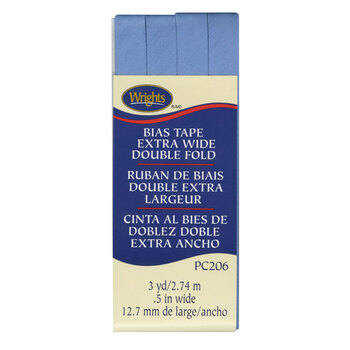 Wrights
BIAS TAPE
EXTRA WIDE
DOUBLE FOLD
RUBAN DE BIAIS
DOUBLE EXTRA
LARGEUR
CINTA AL BIES DE
DOBLEZ DOBLE
EXTRA ANCHO
PC206
3 yd/2.74 m
.5 in wide
12.7 mm de large/ancho